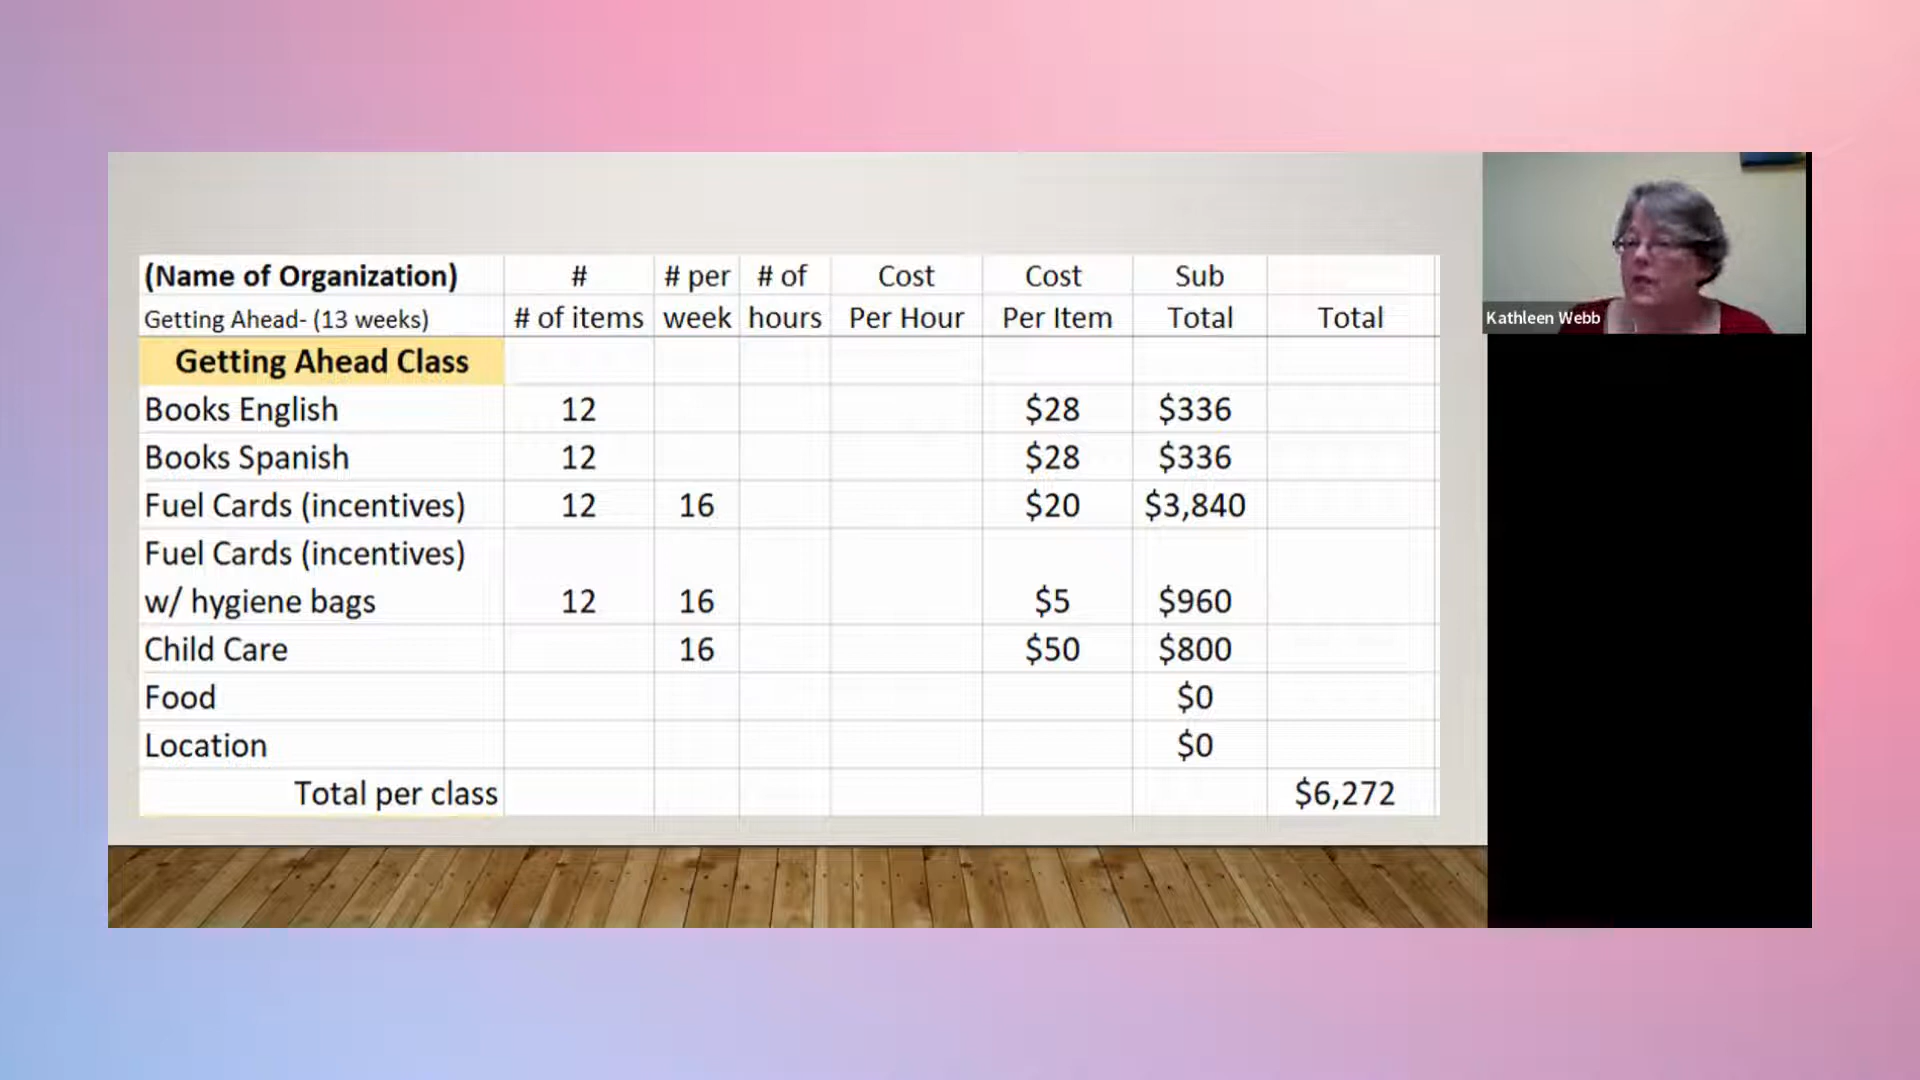 (Name of Organization) # # per # of Cost Cost Sub
Getting Ahead- (13 weeks) # of items week hours Per Hour Per Item Total Total
Getting Ahead Class
Books English 12 $28 $336
Books Spanish 12 $28 $336
Fuel Cards (incentives) 12 16 $20 $3,840
Fuel Cards (incentives)
w/ hygiene bags 12 16 $5 $960
Child Care 16 $50 $800
Food $0
Location $0
Total per class $6,272
Kathleen Webb